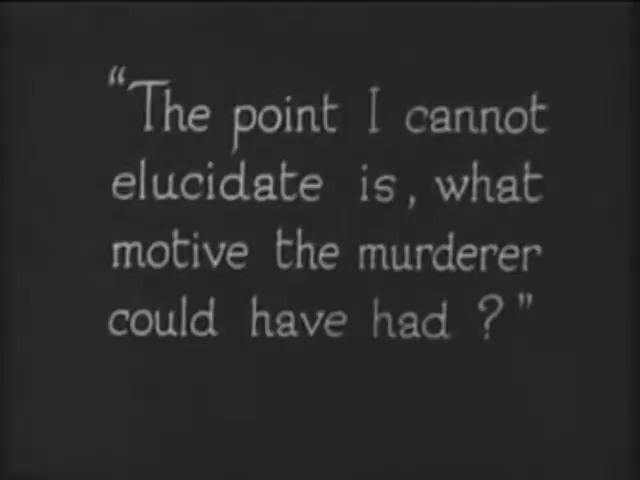 “The point I cannot
elucidate is, what
motive the murderer
could have had ?”